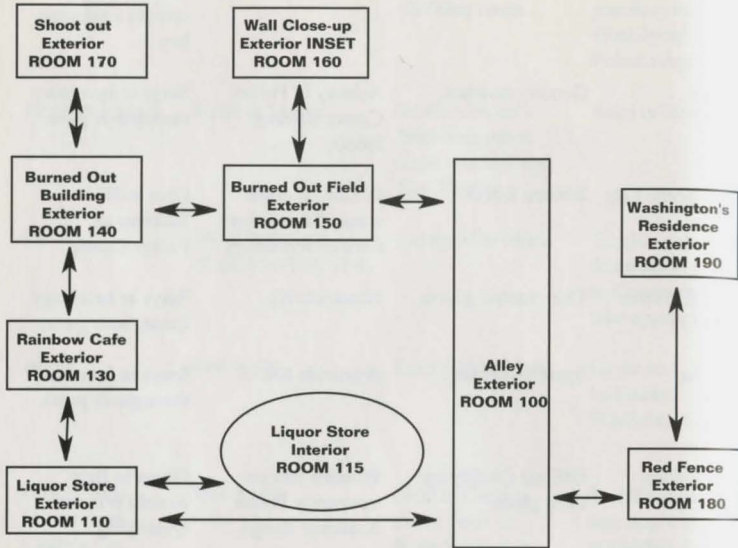 Shoot out
Exterior
ROOM 170
Wall Close-up
Exterior INSET
ROOM 160
Burned Out
Building
Exterior
ROOM 140
Burned Out Field
Exterior
ROOM 150
Washington's
Residence
Exterior
ROOM 190
Rainbow Cafe
Exterior
ROOM 130
Alley
Exterior
ROOM 100
Liquor Store
Interior
ROOM 115
Liquor Store
Exterior
ROOM 110
Red Fence
Exterior
ROOM 180